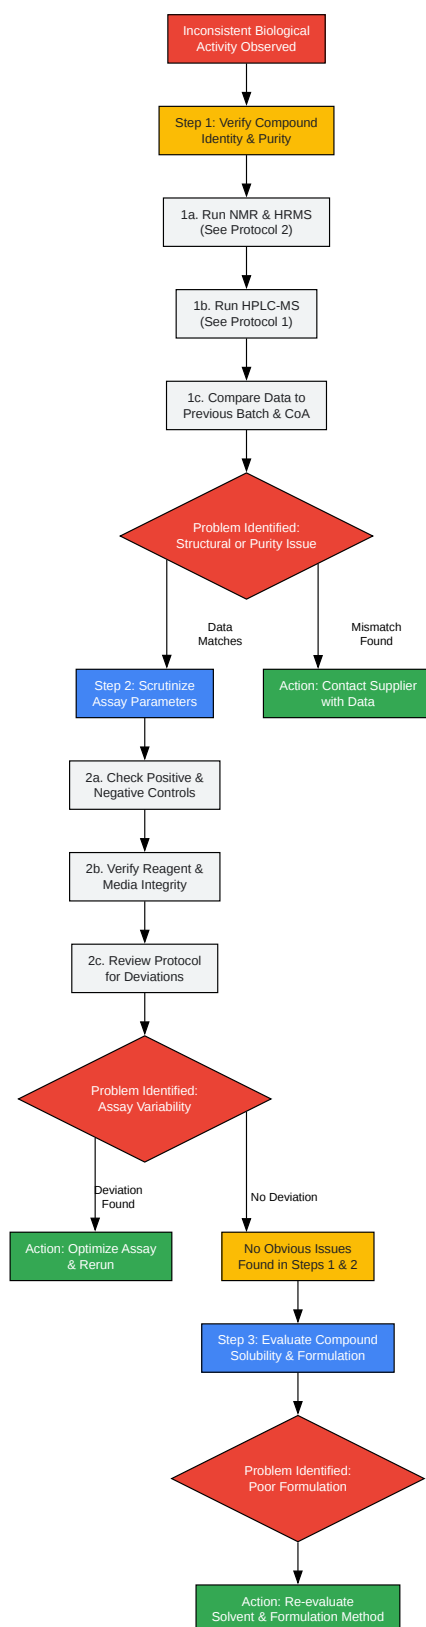 Inconsistent Biological
Activity Observed
Step 1: Verify Compound
Identity & Purity
1a. Run NMR & HRMS
(See Protocol 2)
1b. Run HPLC-MS
(See Protocol 1)
1c. Compare Data to
Previous Batch & CoA
Problem Identified:
Structural or Purity Issue
Data
Matches
Mismatch
Found
Step 2: Scrutinize
Assay Parameters
Action: Contact Supplier
with Data
2a. Check Positive &
Negative Controls
2b. Verify Reagent &
Media Integrity
2c. Review Protocol
for Deviations
Problem Identified:
Assay Variability
Deviation
Found
No Deviation
Action: Optimize Assay
& Rerun
No Obvious Issues
Found in Steps 1 & 2
Step 3: Evaluate Compound
Solubility & Formulation
Problem Identified:
Poor Formulation
Action: Re-evaluate
Solvent & Formulation Method